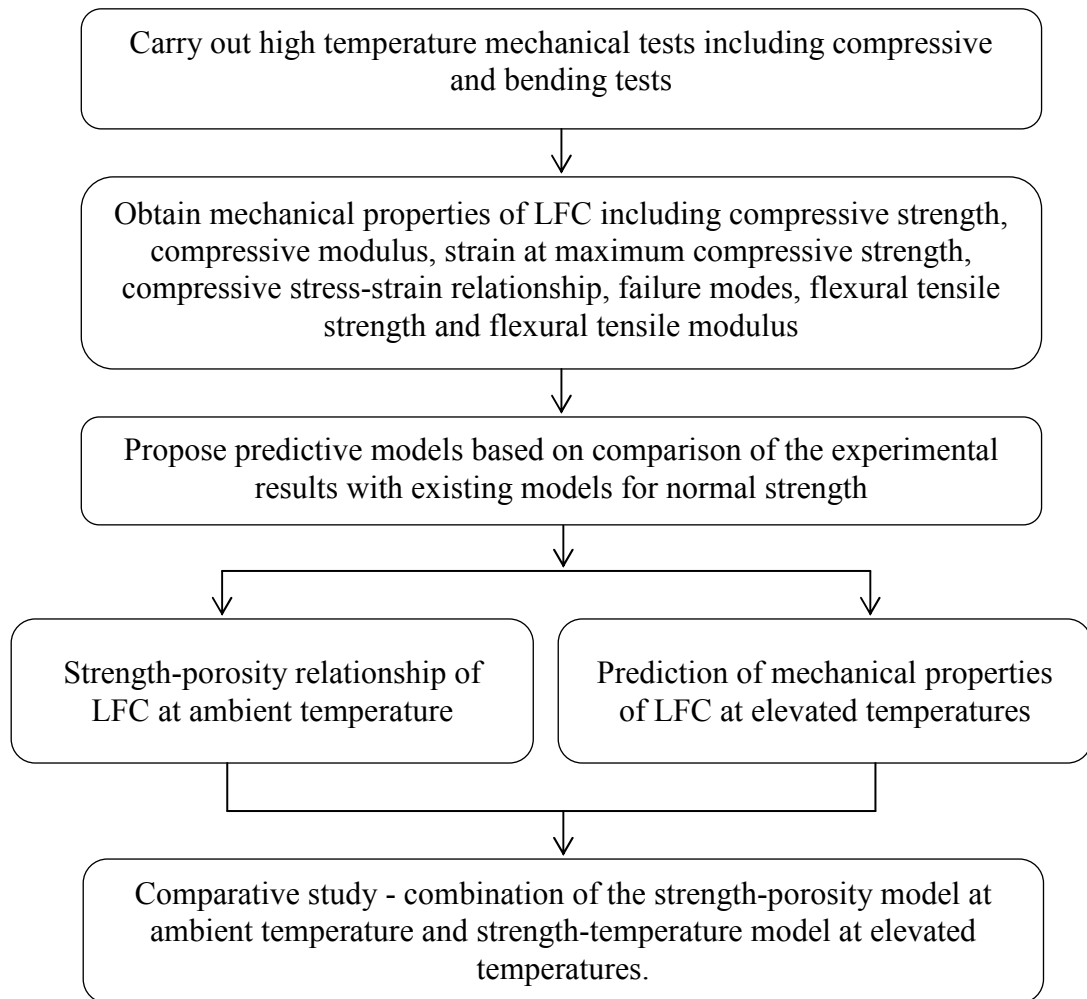 Carry out high temperature mechanical tests including compressive
and bending tests
Obtain mechanical properties of LFC including compressive strength,
compressive modulus, strain at maximum compressive strength,
compressive stress-strain relationship, failure modes, flexural tensile
strength and flexural tensile modulus
Propose predictive models based on comparison of the experimental
results with existing models for normal strength
Strength-porosity relationship of
LFC at ambient temperature
Prediction of mechanical properties
of LFC at elevated temperatures
Comparative study - combination of the strength-porosity model at
ambient temperature and strength-temperature model at elevated
temperatures.